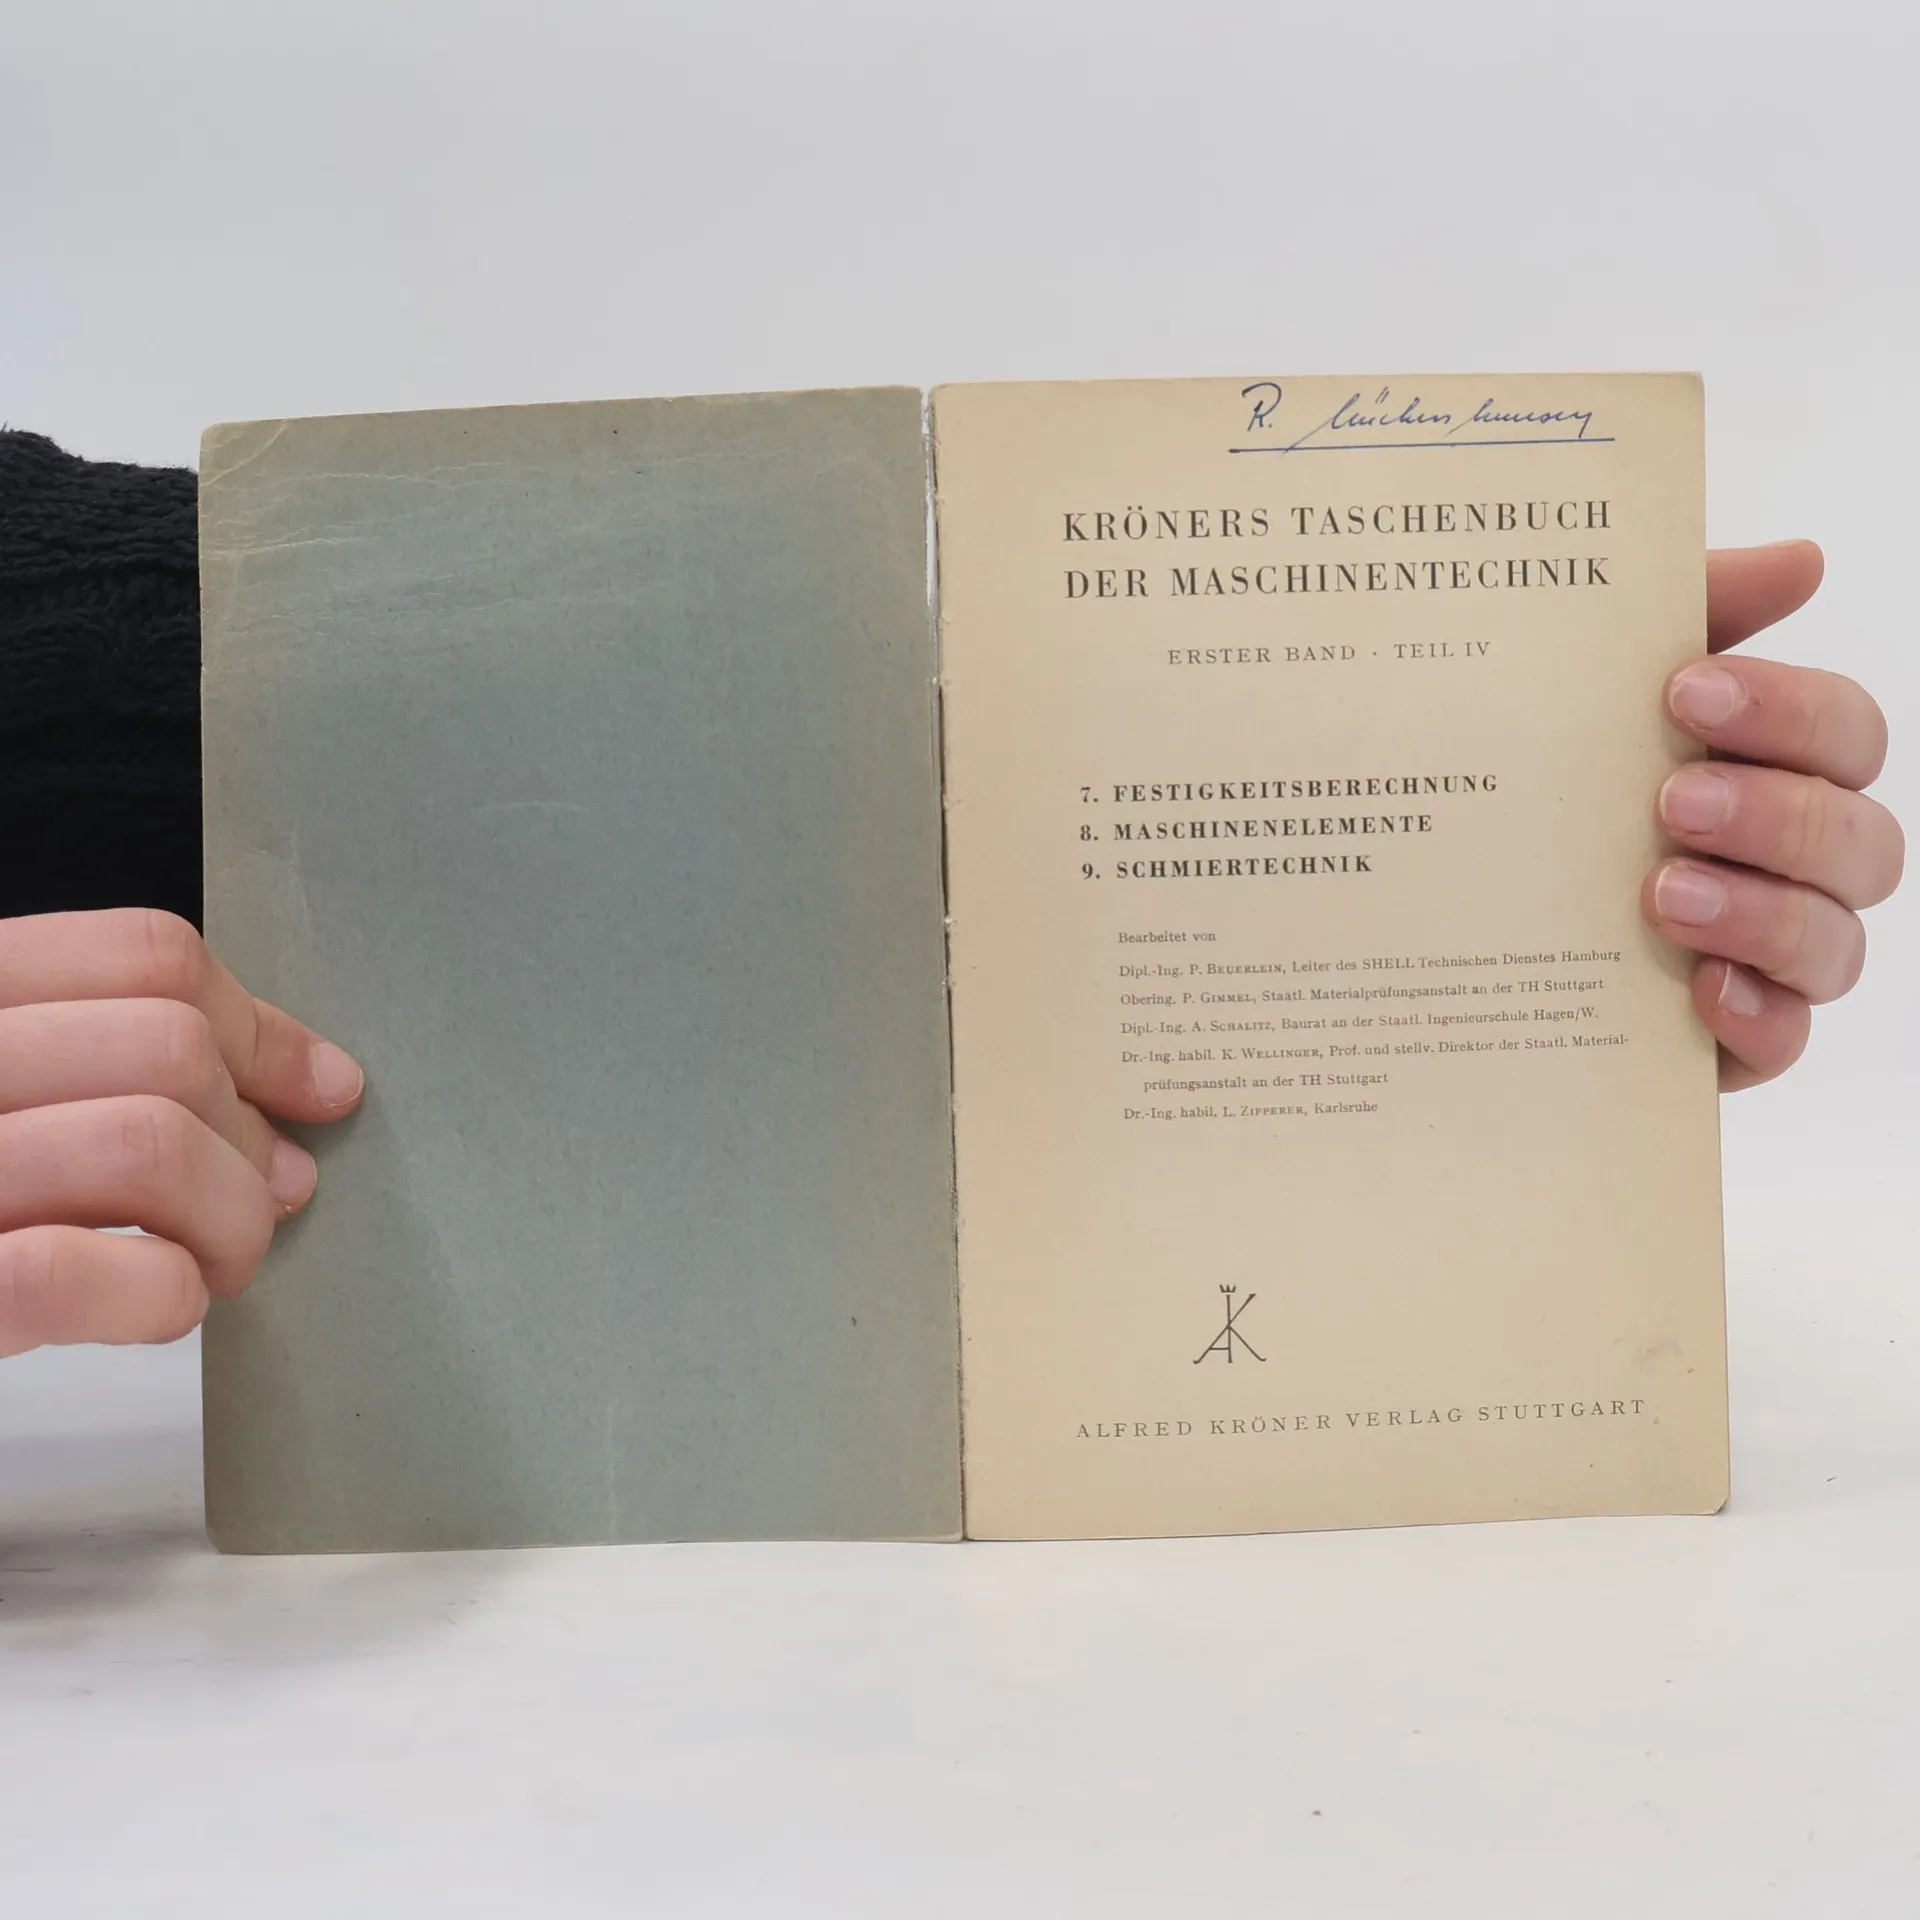 R.
KRÖNERS TASCHENBUCH
DER MASCHINENTECHNIK
ERSTER BAND · TEIL IV
7. FESTIGKEITSBERECHNUNG
8. MASCHINENELEMENTE
9. SCHMIERTECHNIK
Bearbeitet von
Dipl.-Ing. P. BEUERLEIN, Leiter des SHELL Technischen Dienstes Hamburg
Obering. P. GIMMEL, Staatl. Materialprüfungsanstalt an der TH Stuttgart
Dipl.-Ing. A. SCHALITZ, Baurat an der Staatl. Ingenieurschule Hagen/W.
Dr.-Ing. habil. K. WELLINGER, Prof. und stellv. Direktor der Staatl. Material-
prüfungsanstalt an der TH Stuttgart
Dr.-Ing. habil. L. ZIPPERER, Karlsruhe
AK
ALFRED KRÖNER VERLAG STUTTGART